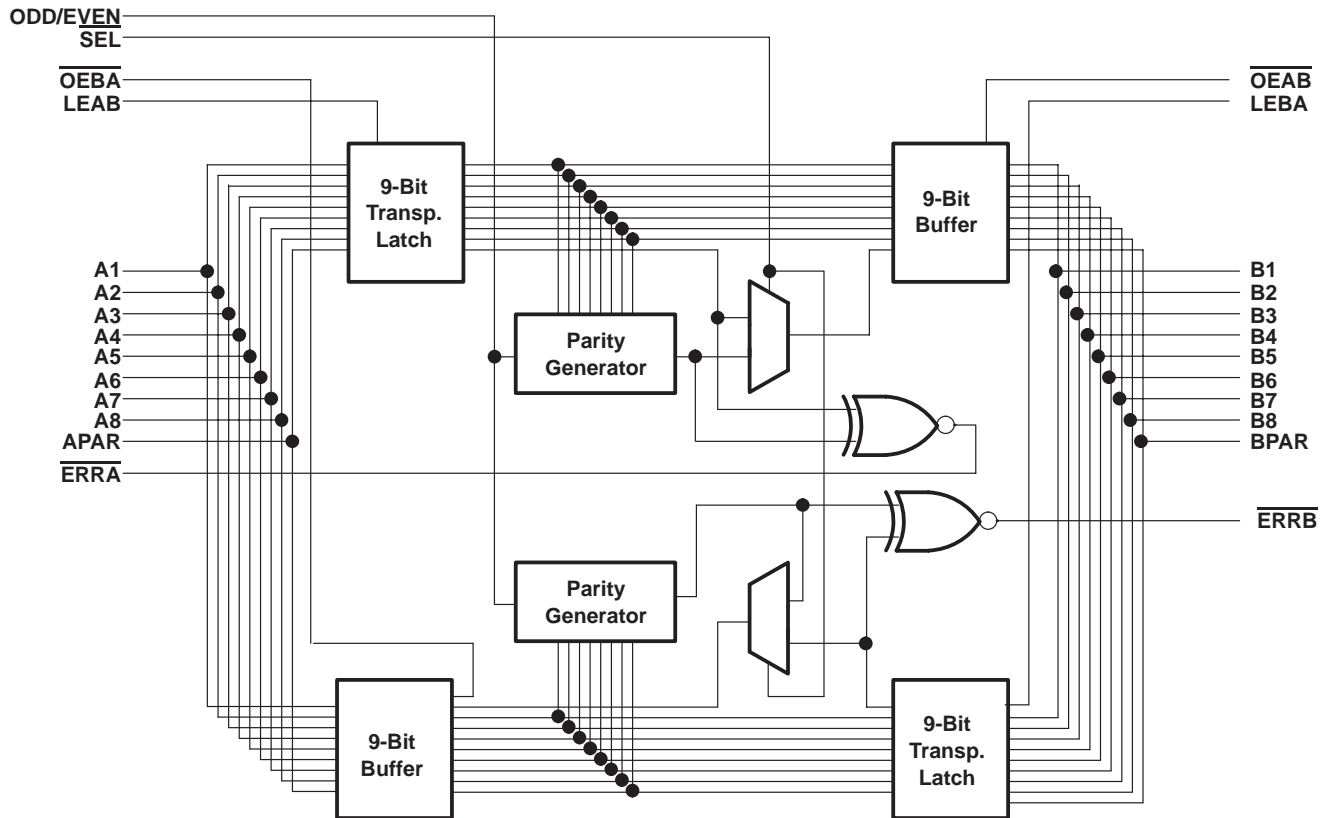 ODD/EVEN
SEL
OEBA
LEAB
OEAB
LEBA
9-Bit
Transp.
Latch
9-Bit
Buffer
A1
A2
A3
A4
A5
A6
A7
A8
APAR
ERRA
B1
B2
B3
B4
B5
B6
B7
B8
BPAR
ERRB
Parity
Generator
Parity
Generator
9-Bit
Buffer
9-Bit
Transp.
Latch